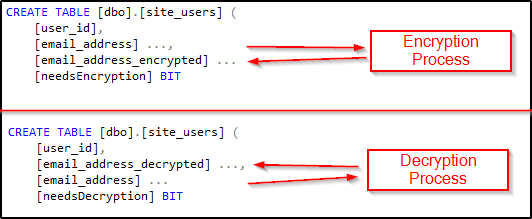 CREATE TABLE [dbo].[site_users] (
[user_id],
[email_address] ...,
[email_address_encrypted] ...
[needsEncryption] BIT
Encryption
Process
CREATE TABLE [dbo].[site_users] (
[user_id],
[email_address_decrypted] ...,
[email_address] ...
[needsDecryption] BIT
Decryption
Process